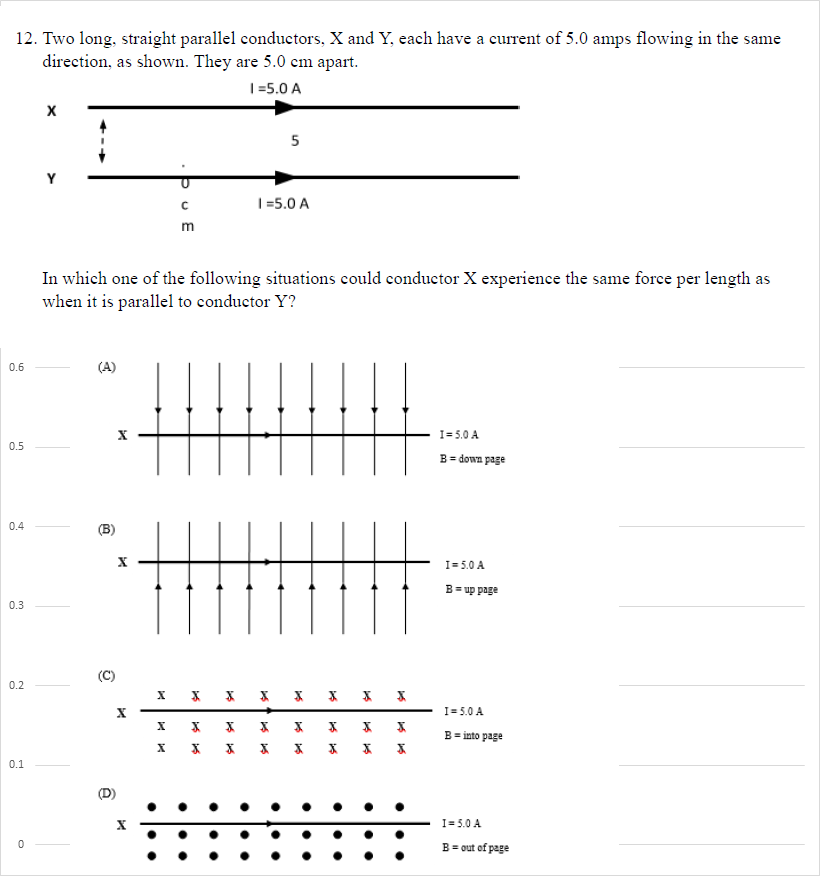 12. Two long, straight parallel conductors, X and Y, each have a current of 5.0 amps flowing in the same
direction, as shown. They are 5.0 cm apart.
I =5.0 A
X
5
.
Y
0
c
I =5.0 A
m
In which one of the following situations could conductor X experience the same force per length as
when it is parallel to conductor Y?
0.6
(A)
X
I = 5.0 A
0.5
B = down page
0.4
(B)
X
I = 5.0 A
B = up page
0.3
(C)
0.2
X X X X X X X X
X
I = 5.0 A
X X X X X X X X
B = into page
X X X X X X X X
0.1
(D)
X
I = 5.0 A
0
B = out of page